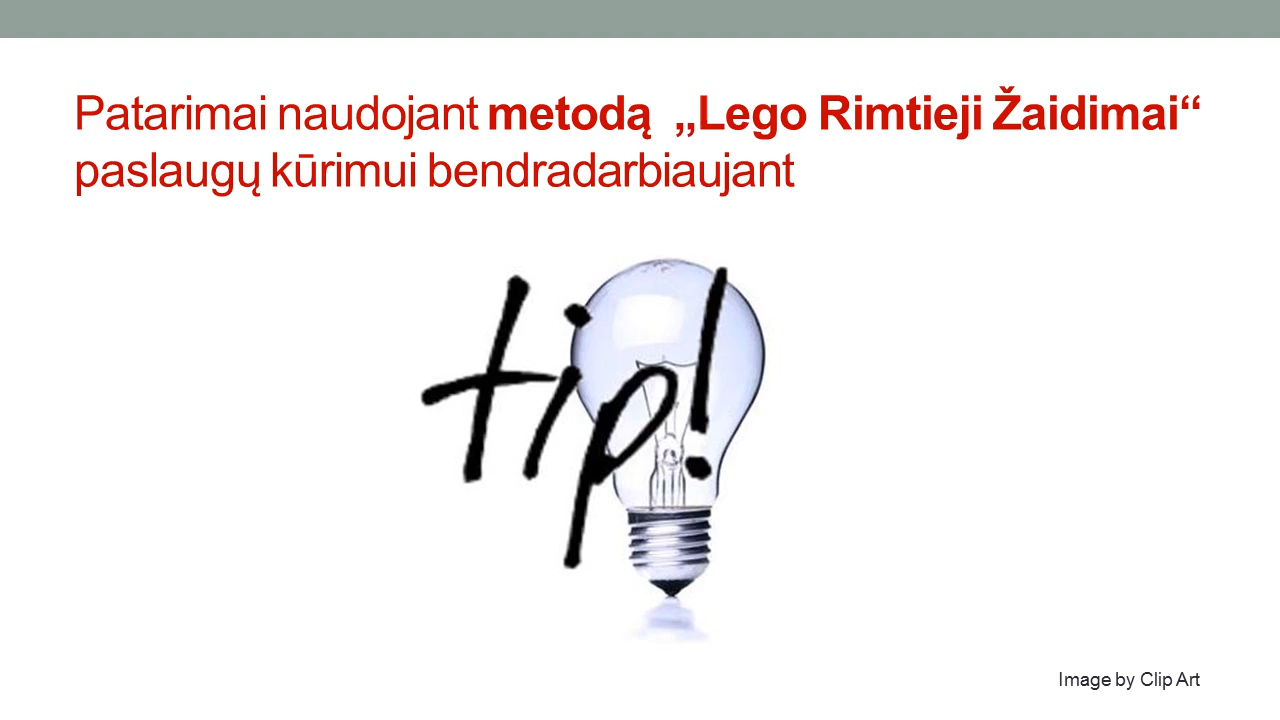 Patarimai naudojant metodą „Lego Rimtieji Žaidimai“
paslaugų kūrimui bendradarbiaujant
tip!
Image by Clip Art